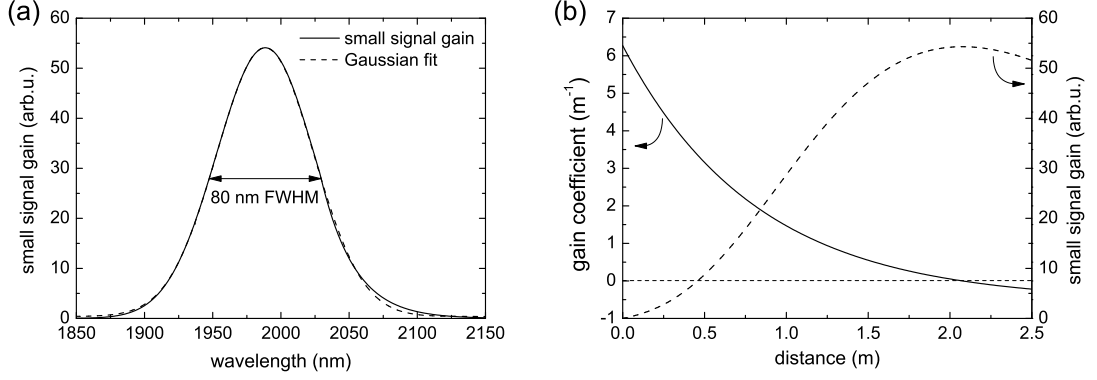 (a)
60
50
40
30
20
10
0
small signal gain (arb.u.)
small signal gain
Gaussian fit
80 nm FWHM
1850 1900 1950 2000 2050 2100 2150
wavelength (nm)
(b)
7
6
5
4
3
2
1
0
-1
gain coefficient (m⁻¹)
60
50
40
30
20
10
0
small signal gain (arb.u.)
0.0 0.5 1.0 1.5 2.0 2.5
distance (m)